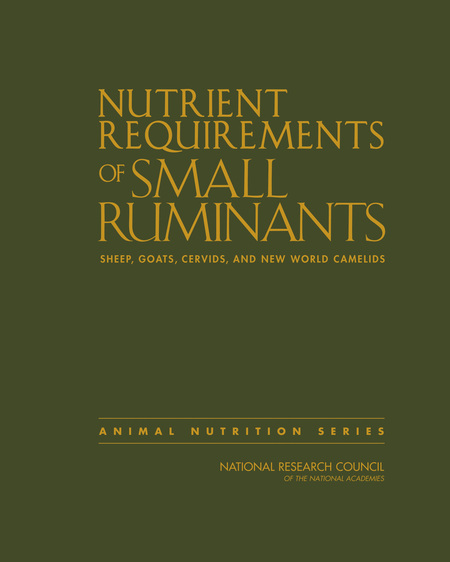 NUTRIENT
REQUIREMENTS
OF SMALL
RUMINANTS
SHEEP, GOATS, CERVIDS, AND NEW WORLD CAMELIDS
ANIMAL NUTRITION SERIES
NATIONAL RESEARCH COUNCIL
OF THE NATIONAL ACADEMIES